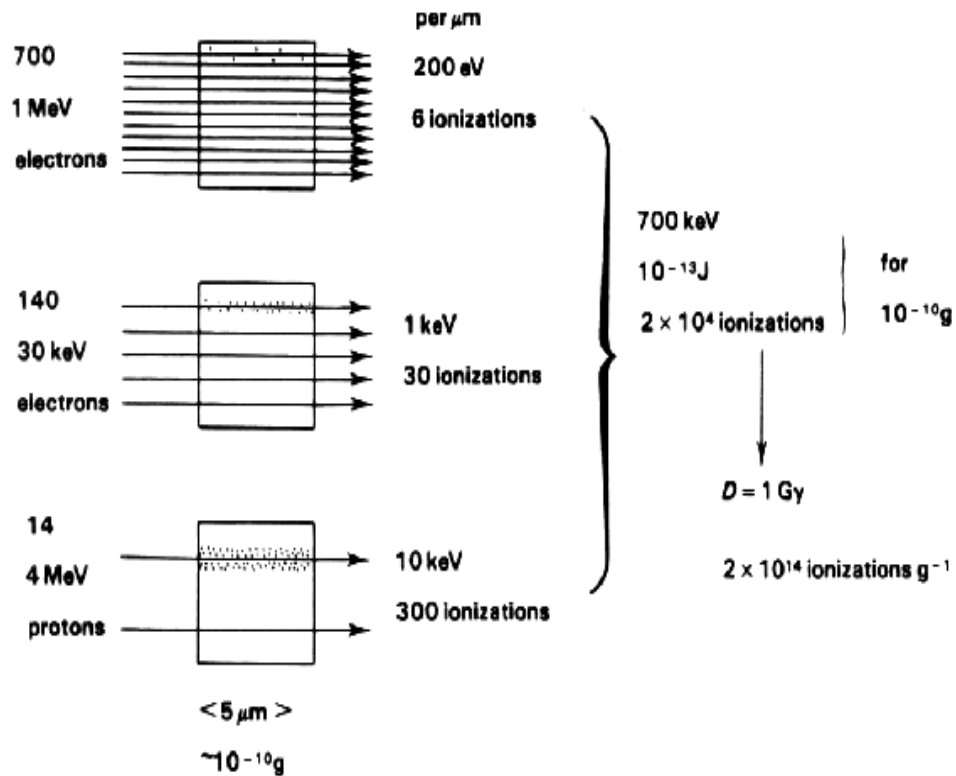 per μm
700
1 MeV
electrons
200 eV
6 ionizations
140
30 keV
electrons
1 keV
30 ionizations
14
4 MeV
protons
10 keV
300 ionizations
< 5 μm >
~10⁻¹⁰g
700 keV
10⁻¹³J
2 × 10⁴ ionizations
for
10⁻¹⁰g
D = 1 Gy
2 × 10¹⁴ ionizations g⁻¹